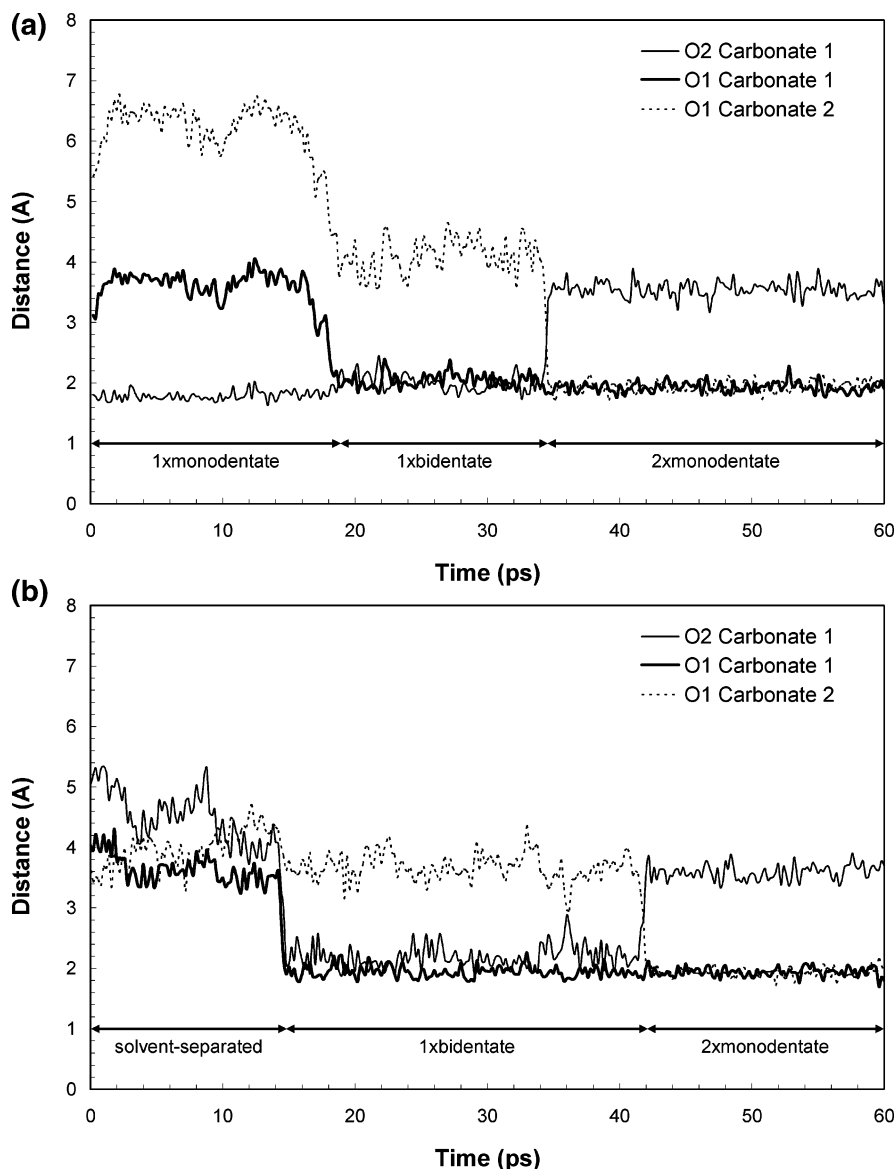 (a)
8
7
6
5
4
3
2
1
0
Distance (A)
O2 Carbonate 1
O1 Carbonate 1
O1 Carbonate 2
1xmonodentate
1xbidentate
2xmonodentate
0 10 20 30 40 50 60
Time (ps)
(b)
8
7
6
5
4
3
2
1
0
Distance (A)
O2 Carbonate 1
O1 Carbonate 1
O1 Carbonate 2
solvent-separated
1xbidentate
2xmonodentate
0 10 20 30 40 50 60
Time (ps)